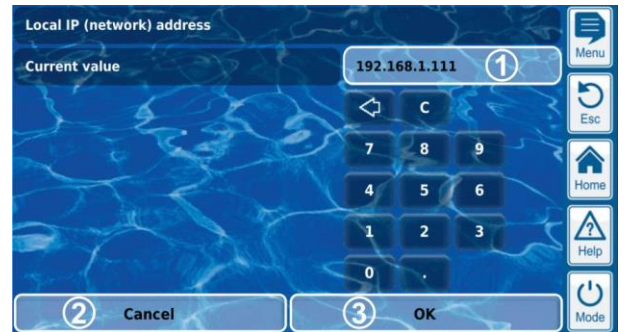 Local IP (network) address
Menu
Current value
192.168.1.111 ①
C
Esc
7 8 9
4 5 6
Home
1 2 3
Help
0 .
② Cancel
③ OK
Mode